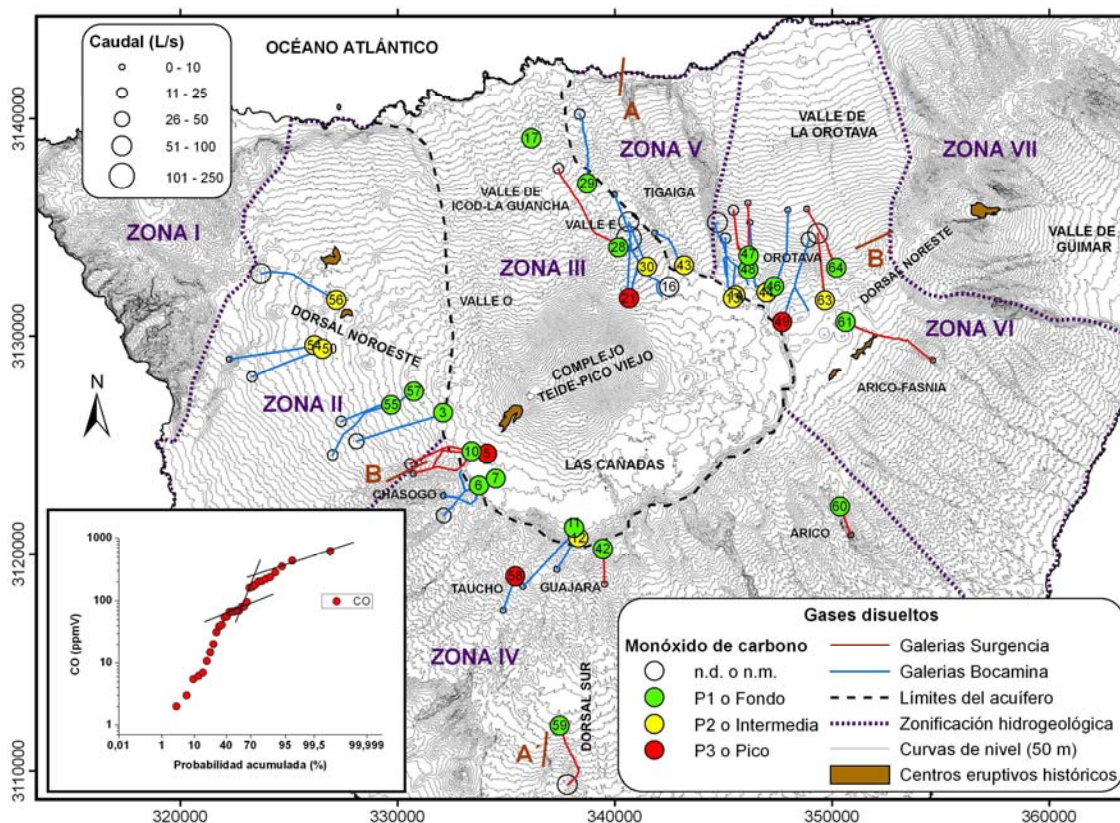 Caudal (L/s)
0 - 10
11 - 25
26 - 50
51 - 100
101 - 250
OCÉANO ATLÁNTICO
A
17
ZONA V
VALLE DE
LA OROTAVA
ZONA VII
ZONA I
VALLE DE
ICOD-LA GUANCHA
29
TIGAIGA
VALLE E
28
ZONA III
30
43
16
21
47
48
OROTAVA
B
64
46
63
49
61
DORSAL NORESTE
VALLE DE
GÜIMAR
ZONA VI
56
DORSAL NOROESTE
VALLE O
54
50
N
ZONA II
57
55
3
COMPLEJO
TEIDE-PICO VIEJO
ARICO-FASNIA
10
5
B
7
6
CHASOGO
LAS CAÑADAS
11
12
42
60
ARICO
58
TAUCHO
GUAJARA
ZONA IV
59
A
DORSAL SUR
CO (ppmV)
1000
100
10
1
CO
0,01
1
10
40
70
95
99,5
99,999
Probabilidad acumulada (%)
Gases disueltos
Monóxido de carbono
n.d. o n.m.
P1 o Fondo
P2 o Intermedia
P3 o Pico
Galerias Surgencia
Galerias Bocamina
Límites del acuífero
Zonificación hidrogeológica
Curvas de nivel (50 m)
Centros eruptivos históricos
3140000
3130000
3120000
3110000
320000
330000
340000
350000
360000